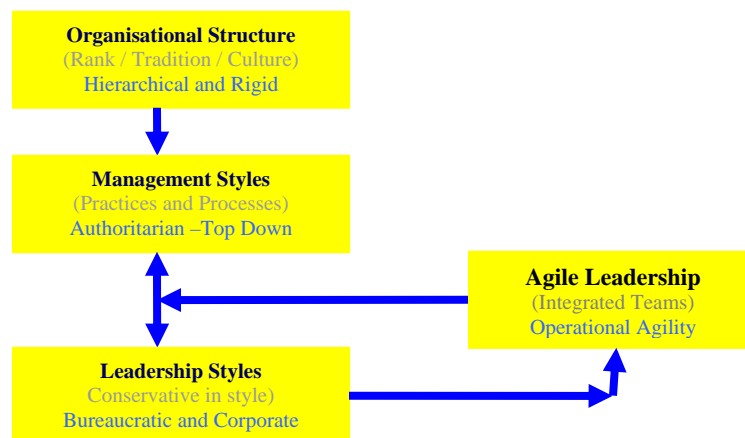 Organisational Structure
(Rank / Tradition / Culture)
Hierarchical and Rigid
Management Styles
(Practices and Processes)
Authoritarian –Top Down
Agile Leadership
(Integrated Teams)
Operational Agility
Leadership Styles
Conservative in style)
Bureaucratic and Corporate